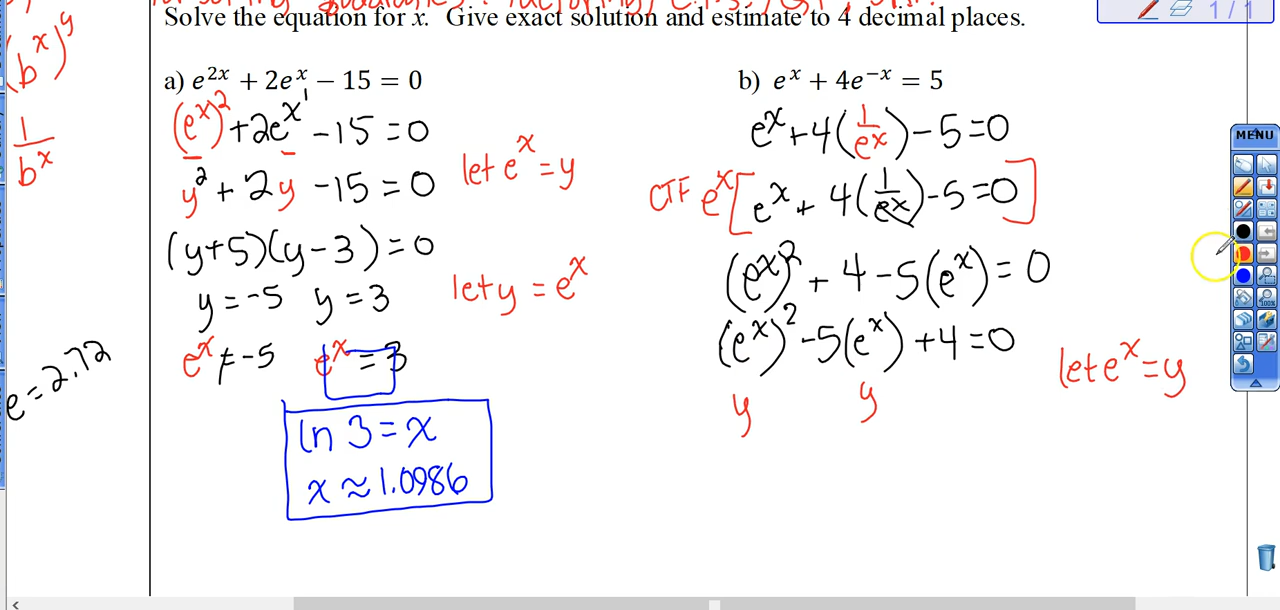 Solve the equation for x. Give exact solution and estimate to 4 decimal places.
1/1
(b^x)^y
1/b^x
e = 2.72
a) e^{2x} + 2e^x − 15 = 0
(e^x)^2 + 2e^{x^1} - 15 = 0
let e^x = y
y^2 + 2y - 15 = 0
(y+5)(y-3) = 0
let y = e^x
y = -5 y = 3
e^x ≠ -5 e^x = 3
ln 3 = x
x ≈ 1.0986
b) e^x + 4e^{−x} = 5
e^x + 4(1/e^x) - 5 = 0
CTF e^x[e^x + 4(1/e^x) - 5 = 0]
(e^x)^2 + 4 - 5(e^x) = 0
(e^x)^2 - 5(e^x) + 4 = 0
let e^x = y
y y
MENU
100%